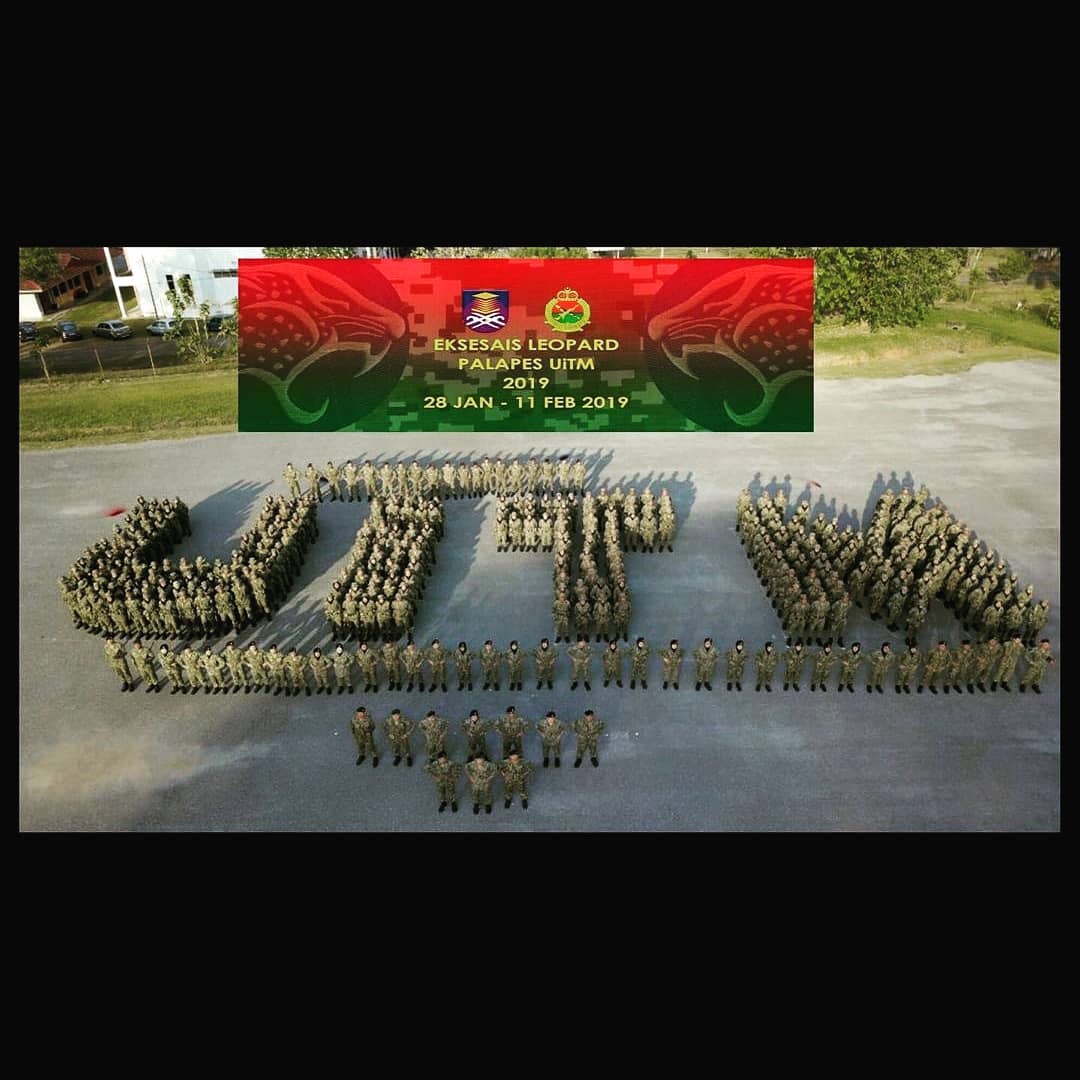 EKSESAIS LEOPARD
PALAPES UiTM
2019
28 JAN - 11 FEB 2019
UiTM